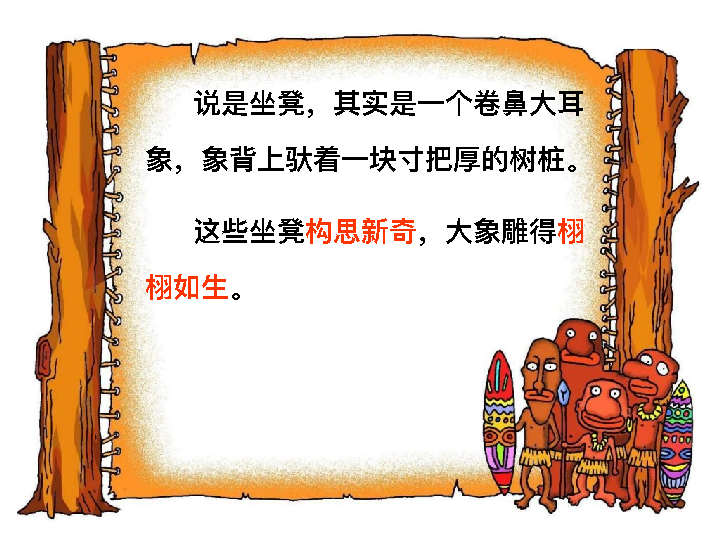 说是坐凳，其实是一个卷鼻大耳
象，象背上驮着一块寸把厚的树桩。
这些坐凳构思新奇，大象雕得栩
栩如生。